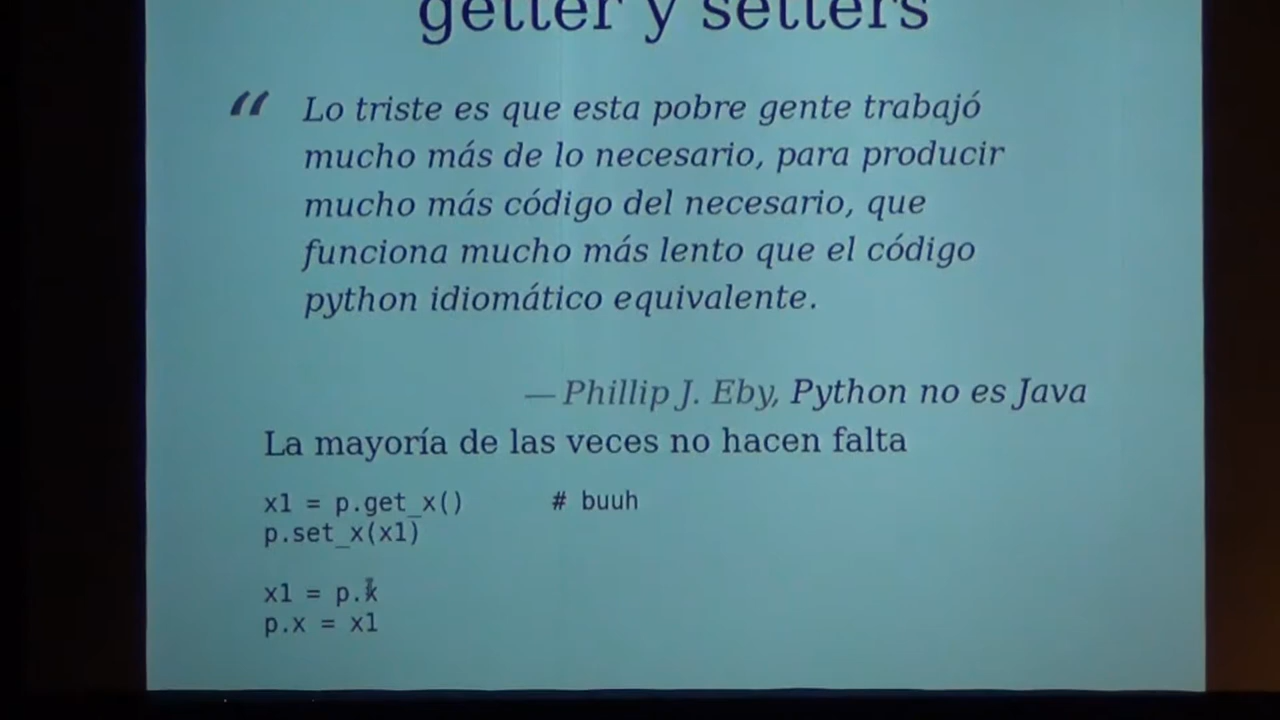 getter y setters
“ Lo triste es que esta pobre gente trabajó
mucho más de lo necesario, para producir
mucho más código del necesario, que
funciona mucho más lento que el código
python idiomático equivalente.
— Phillip J. Eby, Python no es Java
La mayoría de las veces no hacen falta
x1 = p.get_x() # buuh
p.set_x(x1)
x1 = p.x
p.x = x1